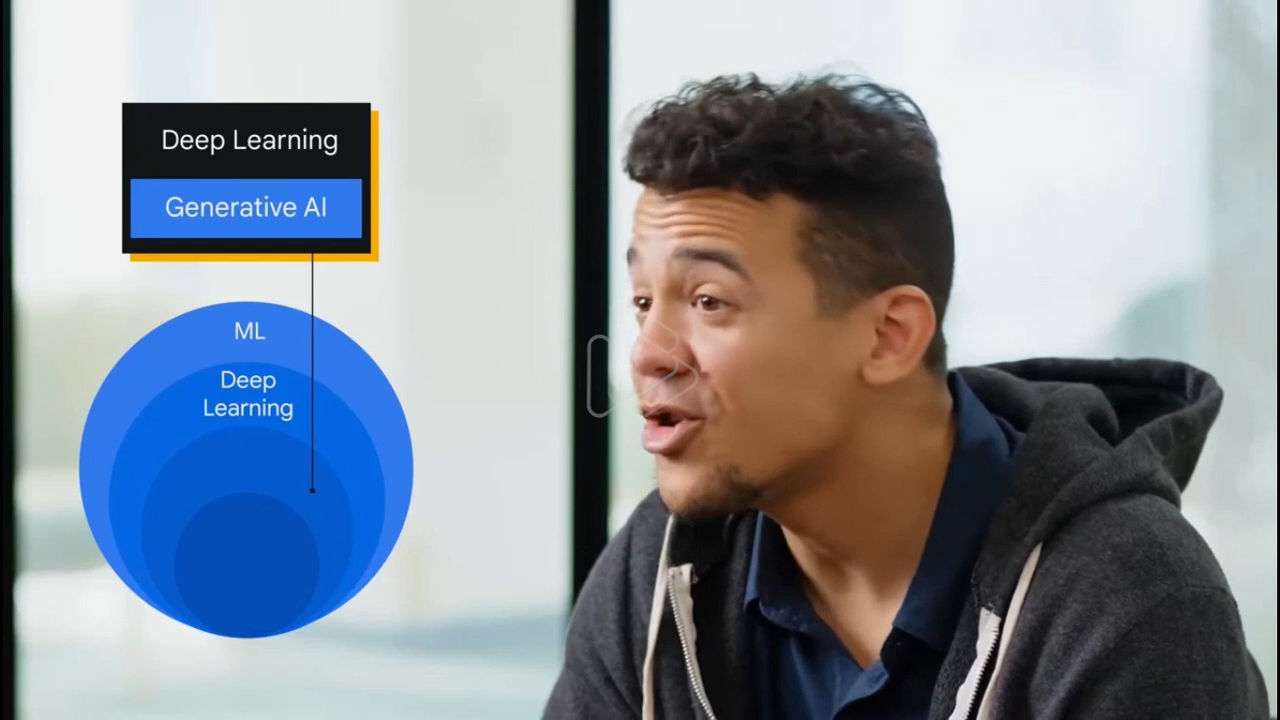 Deep Learning
Generative AI
ML
Deep
Learning